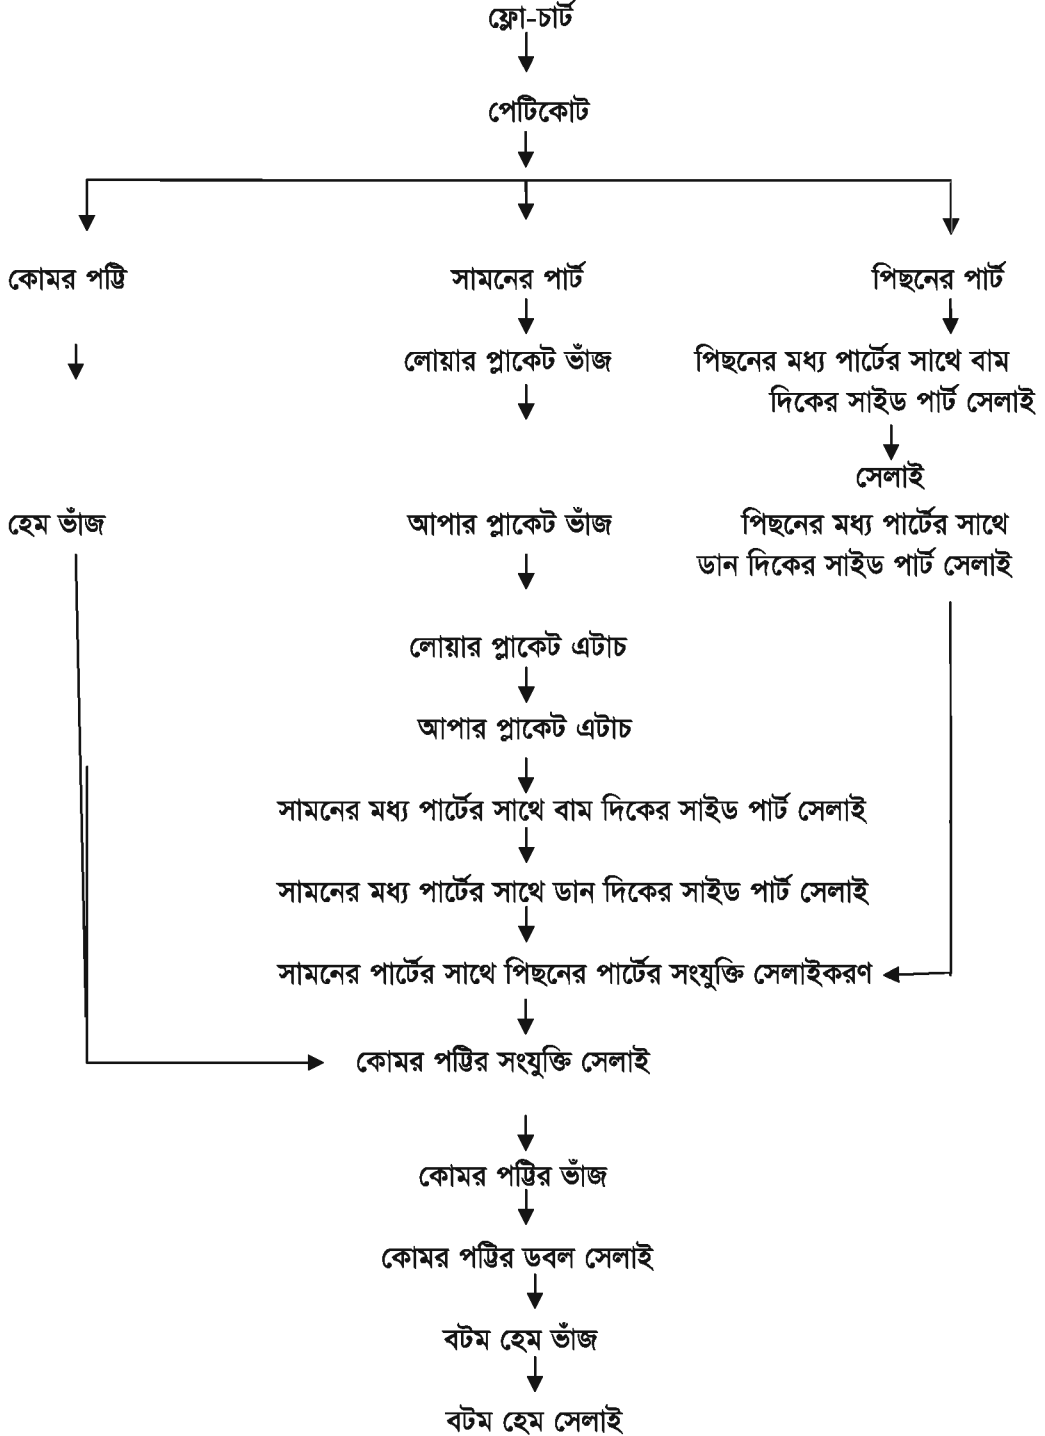 ফ্লো-চার্ট
পেটিকোট
কোমর পট্টি
সামনের পার্ট
পিছনের পার্ট
লোয়ার প্লাকেট ভাঁজ
পিছনের মধ্য পার্টের সাথে বাম
দিকের সাইড পার্ট সেলাই
সেলাই
হেম ভাঁজ
আপার প্লাকেট ভাঁজ
পিছনের মধ্য পার্টের সাথে
ডান দিকের সাইড পার্ট সেলাই
লোয়ার প্লাকেট এটাচ
আপার প্লাকেট এটাচ
সামনের মধ্য পার্টের সাথে বাম দিকের সাইড পার্ট সেলাই
সামনের মধ্য পার্টের সাথে ডান দিকের সাইড পার্ট সেলাই
সামনের পার্টের সাথে পিছনের পার্টের সংযুক্তি সেলাইকরণ
কোমর পট্টির সংযুক্তি সেলাই
কোমর পট্টির ভাঁজ
কোমর পট্টির ডবল সেলাই
বটম হেম ভাঁজ
বটম হেম সেলাই